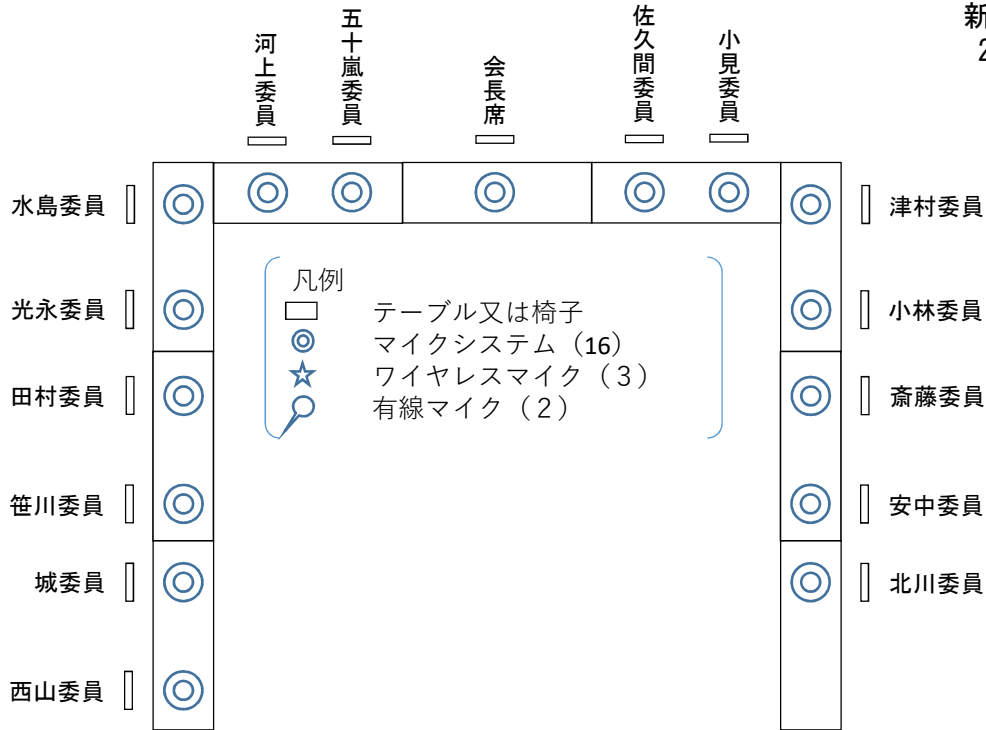 新
2
河上委員
五十嵐委員
会長席
佐久間委員
小見委員
水島委員
津村委員
光永委員
小林委員
田村委員
斎藤委員
笹川委員
安中委員
城委員
北川委員
西山委員
凡例
テーブル又は椅子
マイクシステム（16）
ワイヤレスマイク（３）
有線マイク（２）